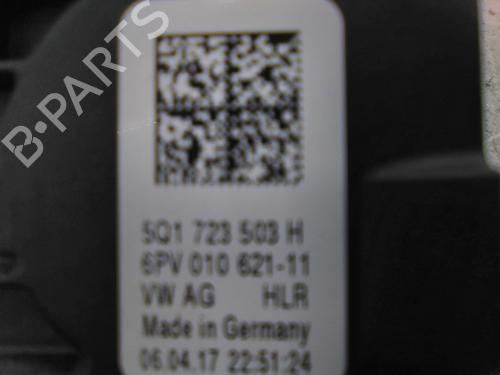 B-PARTS
5Q1 723 503 H
6PV 010 621-11
VW AG HLR
Made in Germany
06.04.17 22:51:24